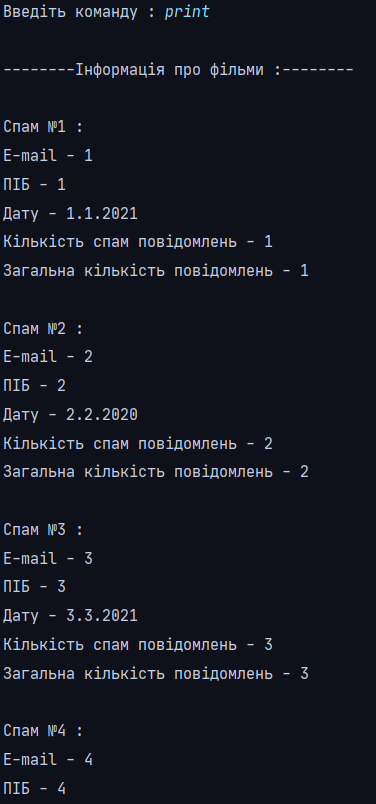 Введіть команду : print
--------Інформація про фільми :--------
Спам №1 :
E-mail - 1
ПІБ - 1
Дату - 1.1.2021
Кількість спам повідомлень - 1
Загальна кількість повідомлень - 1
Спам №2 :
E-mail - 2
ПІБ - 2
Дату - 2.2.2020
Кількість спам повідомлень - 2
Загальна кількість повідомлень - 2
Спам №3 :
E-mail - 3
ПІБ - 3
Дату - 3.3.2021
Кількість спам повідомлень - 3
Загальна кількість повідомлень - 3
Спам №4 :
E-mail - 4
ПІБ - 4